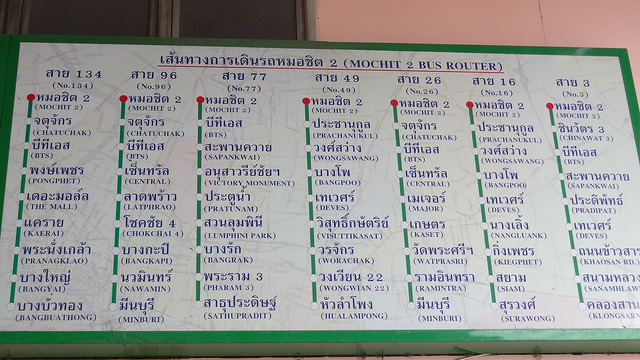 เส้นทางการเดินรถหมอชิต 2 (MOCHIT 2 BUS ROUTER)
สาย 134
(No.134)
หมอชิต 2
(MOCHIT 2)
จตุจักร
(CHATUCHAK)
บีทีเอส
(BTS)
พงษ์เพชร
(PONGPHET)
เดอะมอลล์
(THE MALL)
แคราย
(KAERAI)
พระนั่งเกล้า
(PRANANGKLAO)
บางใหญ่
(BANGYAI)
บางบัวทอง
(BANGBUATHONG)
สาย 96
(No.96)
หมอชิต 2
(MOCHIT 2)
จตุจักร
(CHATUCHAK)
บีทีเอส
(BTS)
เซ็นทรัล
(CENTRAL)
ลาดพร้าว
(LATPHRAO)
โชคชัย 4
(CHOKCHAI 4)
บางกะปิ
(BANGKAPI)
นวมินทร์
(NAWAMIN)
มีนบุรี
(MINBURI)
สาย 77
(No.77)
หมอชิต 2
(MOCHIT 2)
บีทีเอส
(BTS)
สะพานควาย
(SAPANKWAI)
อนุสาวรีย์ชัยฯ
(VICTORY MONUMENT)
ประตูน้ำ
(PRATUNAM)
สวนลุมพินี
(LUMPHINI PARK)
บางรัก
(BANGRAK)
พระราม 3
(PHARAM 3)
สาธุประดิษฐ์
(SATHUPRADIT)
สาย 49
(No.49)
หมอชิต 2
(MOCHIT 2)
ประชานุกูล
(PRACHANUKUL)
วงศ์สว่าง
(WONGSAWANG)
บางโพ
(BANGPOO)
เทเวศร์
(DEVES)
วิสุทธิ์กษัตริย์
(VISUTTIKASAT)
วรจักร
(WORACHAK)
วงเวียน 22
(WONGWIAN 22)
หัวลำโพง
(HUALAMPONG)
สาย 26
(No.26)
หมอชิต 2
(MOCHIT 2)
จตุจักร
(CHATUCHAK)
บีทีเอส
(BTS)
เซ็นทรัล
(CENTRAL)
เมเจอร์
(MAJOR)
เกษตร
(KASET)
วัดพระศรีฯ
(WATPRASRI)
รามอินทรา
(RAMINTRA)
มีนบุรี
(MINBURI)
สาย 16
(No.16)
หมอชิต 2
(MOCHIT 2)
ประชานุกูล
(PRACHANUKUL)
วงศ์สว่าง
(WONGSAWANG)
บางโพ
(BANGPOO)
เทเวศร์
(DEVES)
นางเลิ้ง
(NANGLUANK)
กิ่งเพชร
(KIEGPHET)
สยาม
(SIAM)
สุรวงศ์
(SURAWONG)
สาย 3
(No.3)
หมอชิต 2
(MOCHIT 2)
ชินวัตร 3
(CHINAWAT 3)
บีทีเอส
(BTS)
สะพานควาย
(SAPANKWAI)
ประดิพัทธ์
(PRADIPAT)
เทเวศร์
(DEVES)
ถนนข้าวสาร
(KHAOSAN RD.)
สนามหลวง
(SANAMHLAW
คลองสาน
(KLONGSAR